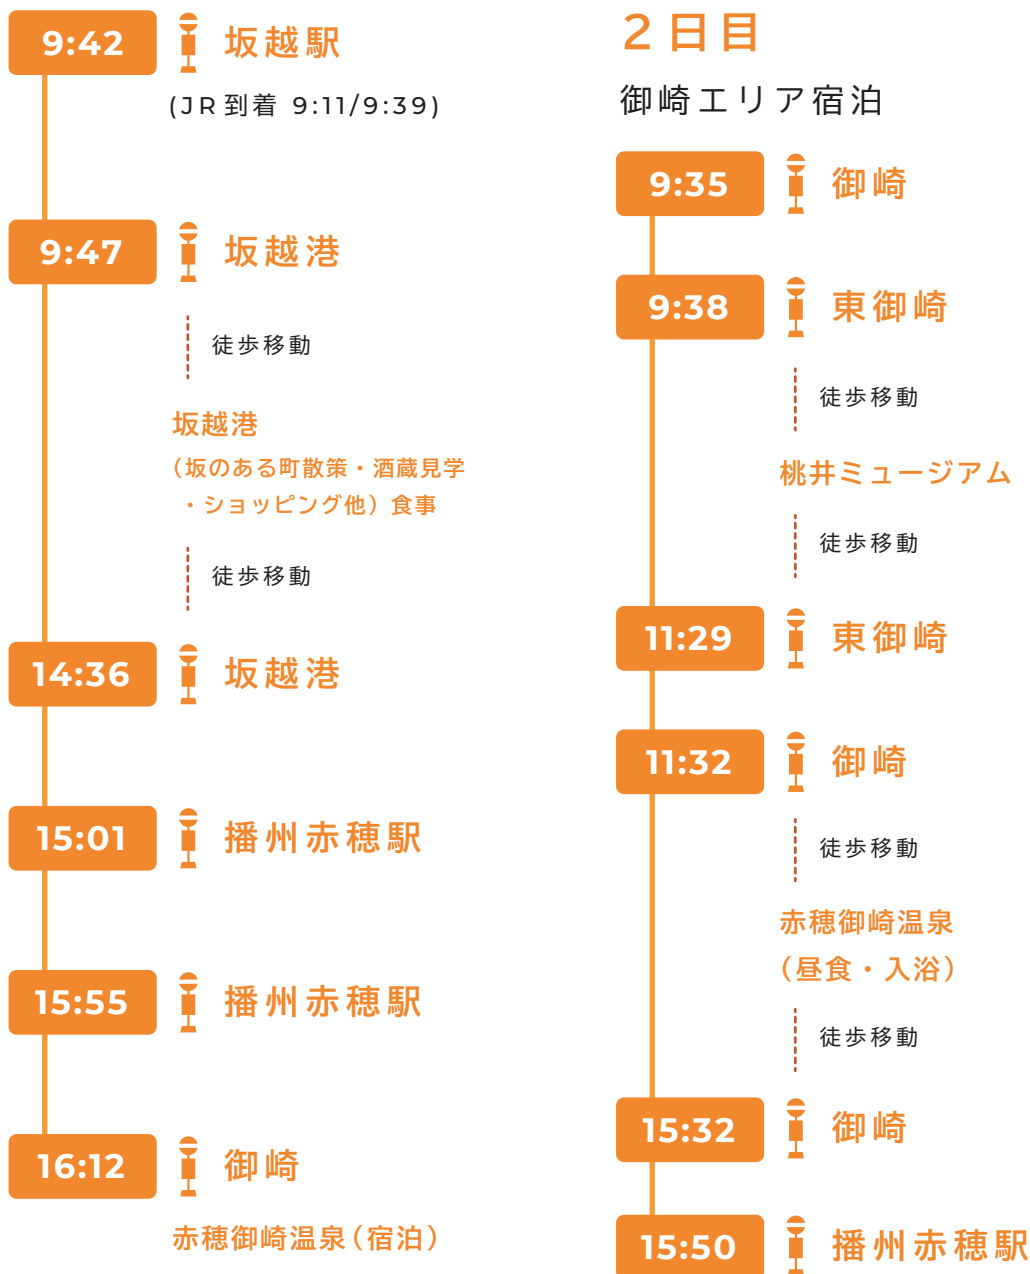 9:42 坂越駅
(JR到着 9:11/9:39)
9:47 坂越港
徒歩移動
坂越港
（坂のある町散策・酒蔵見学
・ショッピング他）食事
徒歩移動
14:36 坂越港
15:01 播州赤穂駅
15:55 播州赤穂駅
16:12 御崎
赤穂御崎温泉（宿泊）
２日目
御崎エリア宿泊
9:35 御崎
9:38 東御崎
徒歩移動
桃井ミュージアム
徒歩移動
11:29 東御崎
11:32 御崎
徒歩移動
赤穂御崎温泉
（昼食・入浴）
徒歩移動
15:32 御崎
15:50 播州赤穂駅